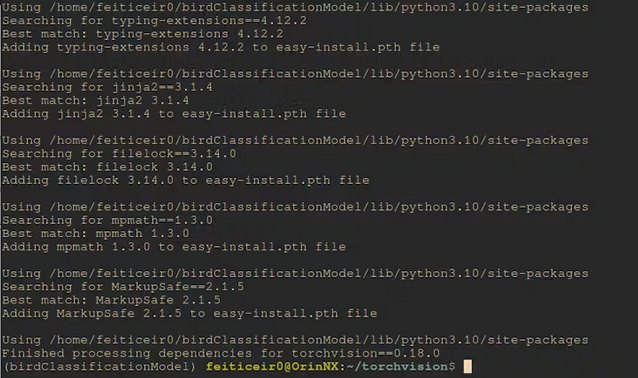 Using /home/feiticeir0/birdClassificationModel/lib/python3.10/site-packages
Searching for typing-extensions==4.12.2
Best match: typing-extensions 4.12.2
Adding typing-extensions 4.12.2 to easy-install.pth file
Using /home/feiticeir0/birdClassificationModel/lib/python3.10/site-packages
Searching for jinja2==3.1.4
Best match: jinja2 3.1.4
Adding jinja2 3.1.4 to easy-install.pth file
Using /home/feiticeir0/birdClassificationModel/lib/python3.10/site-packages
Searching for filelock==3.14.0
Best match: filelock 3.14.0
Adding filelock 3.14.0 to easy-install.pth file
Using /home/feiticeir0/birdClassificationModel/lib/python3.10/site-packages
Searching for mpmath==1.3.0
Best match: mpmath 1.3.0
Adding mpmath 1.3.0 to easy-install.pth file
Using /home/feiticeir0/birdClassificationModel/lib/python3.10/site-packages
Searching for MarkupSafe==2.1.5
Best match: MarkupSafe 2.1.5
Adding MarkupSafe 2.1.5 to easy-install.pth file
Using /home/feiticeir0/birdClassificationModel/lib/python3.10/site-packages
Finished processing dependencies for torchvision==0.18.0
(birdClassificationModel) feiticeir0@OrinNX:~/torchvision$